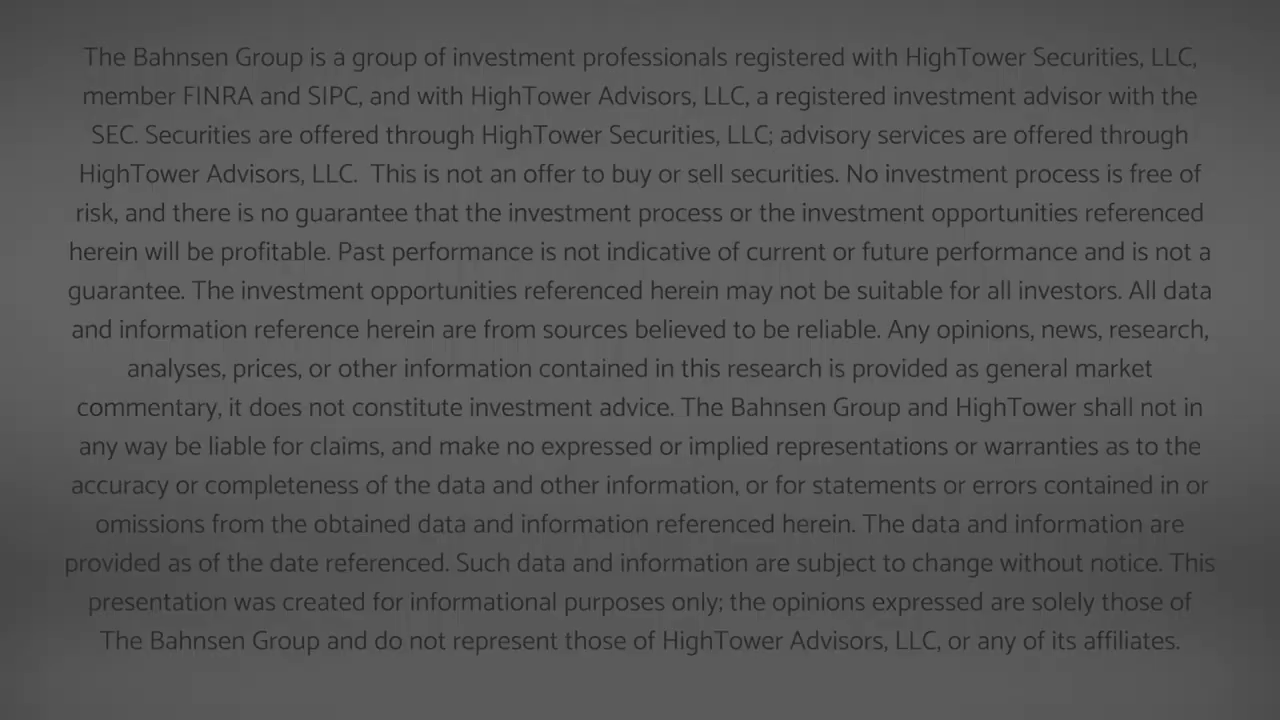 The Bahnsen Group is a group of investment professionals registered with HighTower Securities, LLC,
member FINRA and SIPC, and with HighTower Advisors, LLC, a registered investment advisor with the
SEC. Securities are offered through HighTower Securities, LLC; advisory services are offered through
HighTower Advisors, LLC.  This is not an offer to buy or sell securities. No investment process is free of
risk, and there is no guarantee that the investment process or the investment opportunities referenced
herein will be profitable. Past performance is not indicative of current or future performance and is not a
guarantee. The investment opportunities referenced herein may not be suitable for all investors. All data
and information reference herein are from sources believed to be reliable. Any opinions, news, research,
analyses, prices, or other information contained in this research is provided as general market
commentary, it does not constitute investment advice. The Bahnsen Group and HighTower shall not in
any way be liable for claims, and make no expressed or implied representations or warranties as to the
accuracy or completeness of the data and other information, or for statements or errors contained in or
omissions from the obtained data and information referenced herein. The data and information are
provided as of the date referenced. Such data and information are subject to change without notice. This
presentation was created for informational purposes only; the opinions expressed are solely those of
The Bahnsen Group and do not represent those of HighTower Advisors, LLC, or any of its affiliates.